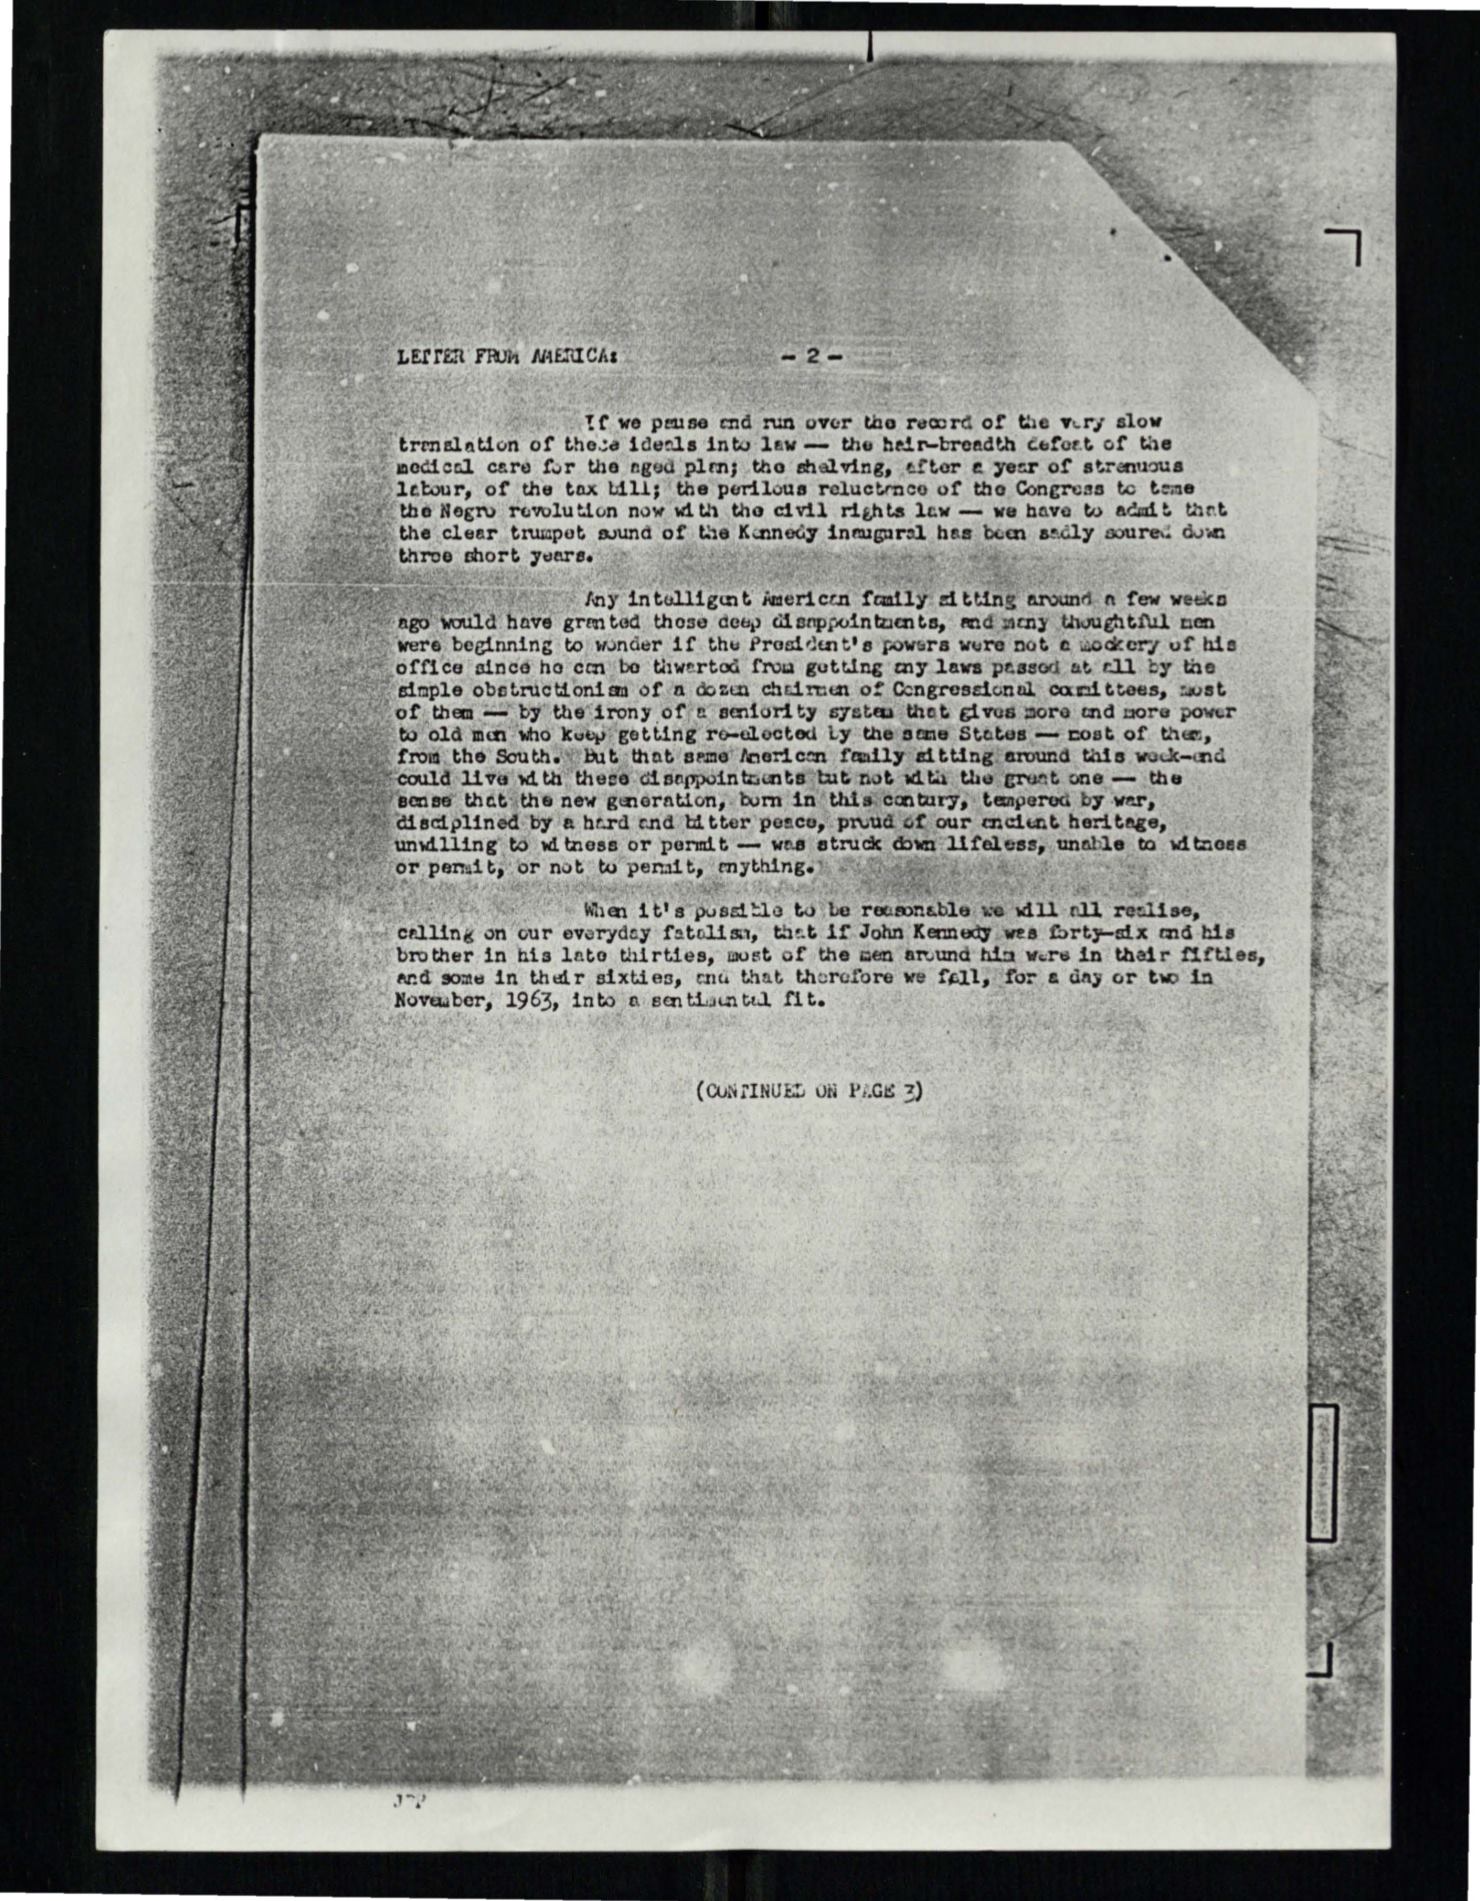 LETTER FROM AMERICA: - 2 -
If we pause and run over the record of the very slow
translation of these ideals into law — the hair-breadth defeat of the
medical care for the aged plan; the shelving, after a year of strenuous
labour, of the tax bill; the perilous reluctance of the Congress to tame
the Negro revolution now with the civil rights law — we have to admit that
the clear trumpet sound of the Kennedy inaugural has been sadly soured down
three short years.
Any intelligent American family sitting around a few weeks
ago would have granted those deep disappointments, and many thoughtful men
were beginning to wonder if the President's powers were not a mockery of his
office since he can be thwarted from getting any laws passed at all by the
simple obstructionism of a dozen chairmen of Congressional committees, most
of them — by the irony of a seniority system that gives more and more power
to old men who keep getting re-elected by the same States — most of them,
from the South. But that same American family sitting around this week-end
could live with these disappointments but not with the great one — the
sense that the new generation, born in this century, tempered by war,
disciplined by a hard and bitter peace, proud of our ancient heritage,
unwilling to witness or permit — was struck down lifeless, unable to witness
or permit, or not to permit, anything.
When it's possible to be reasonable we will all realise,
calling on our everyday fatalism, that if John Kennedy was forty-six and his
brother in his late thirties, most of the men around him were in their fifties,
and some in their sixties, and that therefore we fall, for a day or two in
November, 1963, into a sentimental fit.
(CONTINUED ON PAGE 3)